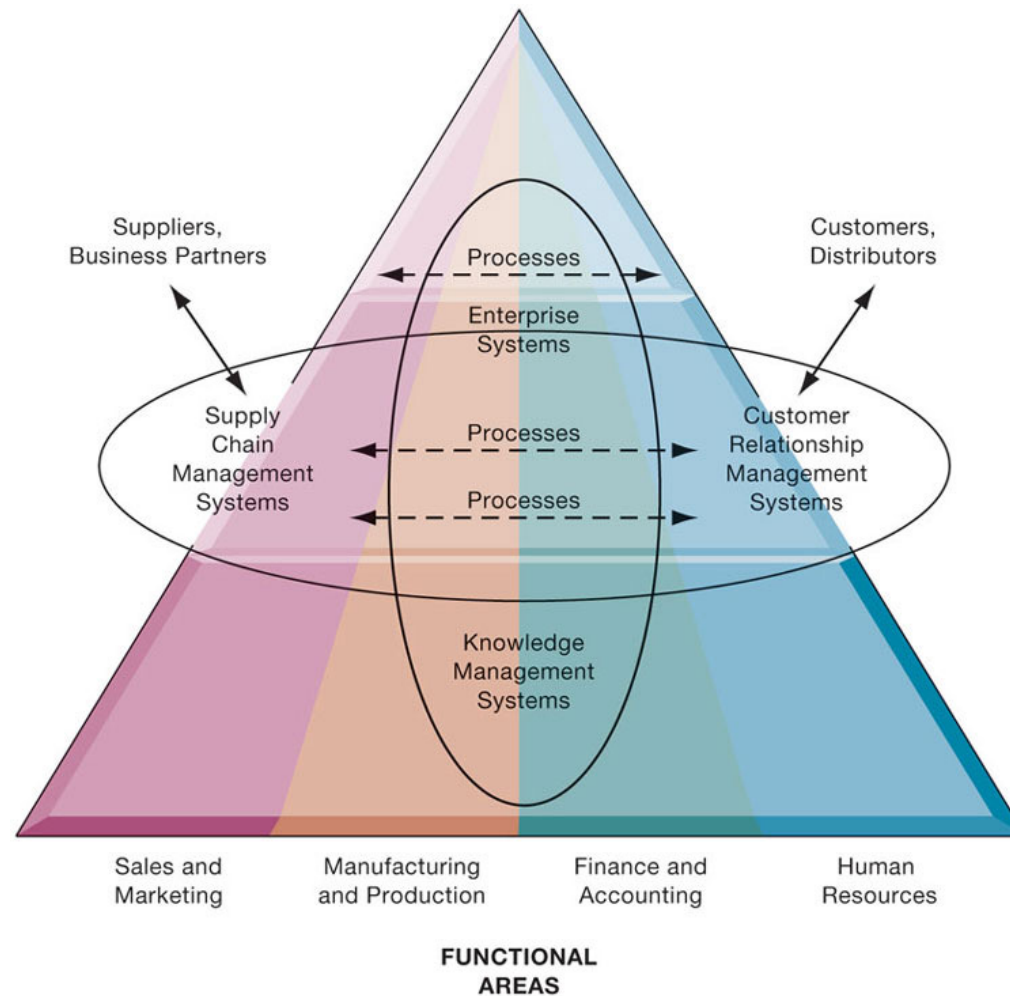 Suppliers,
Business Partners
Customers,
Distributors
Processes
Enterprise
Systems
Supply
Chain
Management
Systems
Processes
Processes
Customer
Relationship
Management
Systems
Knowledge
Management
Systems
Sales and
Marketing
Manufacturing
and Production
Finance and
Accounting
Human
Resources
FUNCTIONAL
AREAS